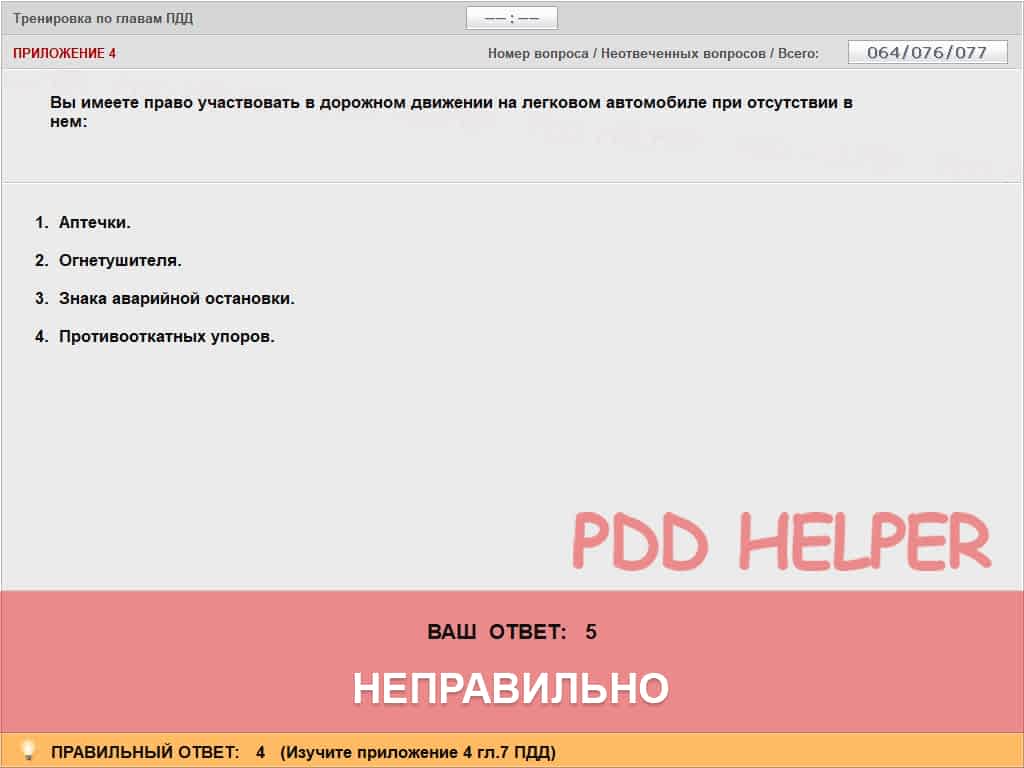 Тренировка по главам ПДД
–– : ––
ПРИЛОЖЕНИЕ 4
Номер вопроса / Неотвеченных вопросов / Всего: 064/076/077
Вы имеете право участвовать в дорожном движении на легковом автомобиле при отсутствии в
нем:
1. Аптечки.
2. Огнетушителя.
3. Знака аварийной остановки.
4. Противооткатных упоров.
PDD HELPER
ВАШ ОТВЕТ: 5
НЕПРАВИЛЬНО
ПРАВИЛЬНЫЙ ОТВЕТ: 4 (Изучите приложение 4 гл.7 ПДД)